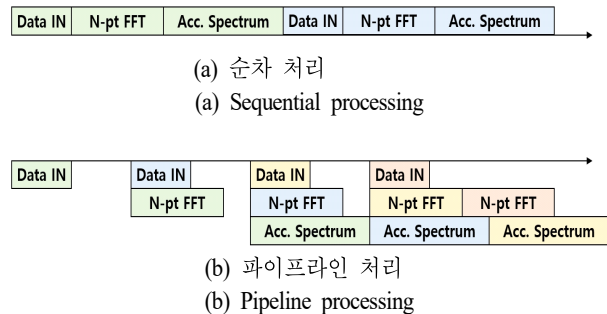 Data IN N-pt FFT Acc. Spectrum Data IN N-pt FFT Acc. Spectrum
(a) 순차 처리
(a) Sequential processing
Data IN Data IN Data IN Data IN
N-pt FFT N-pt FFT N-pt FFT N-pt FFT
Acc. Spectrum Acc. Spectrum Acc. Spectrum
(b) 파이프라인 처리
(b) Pipeline processing